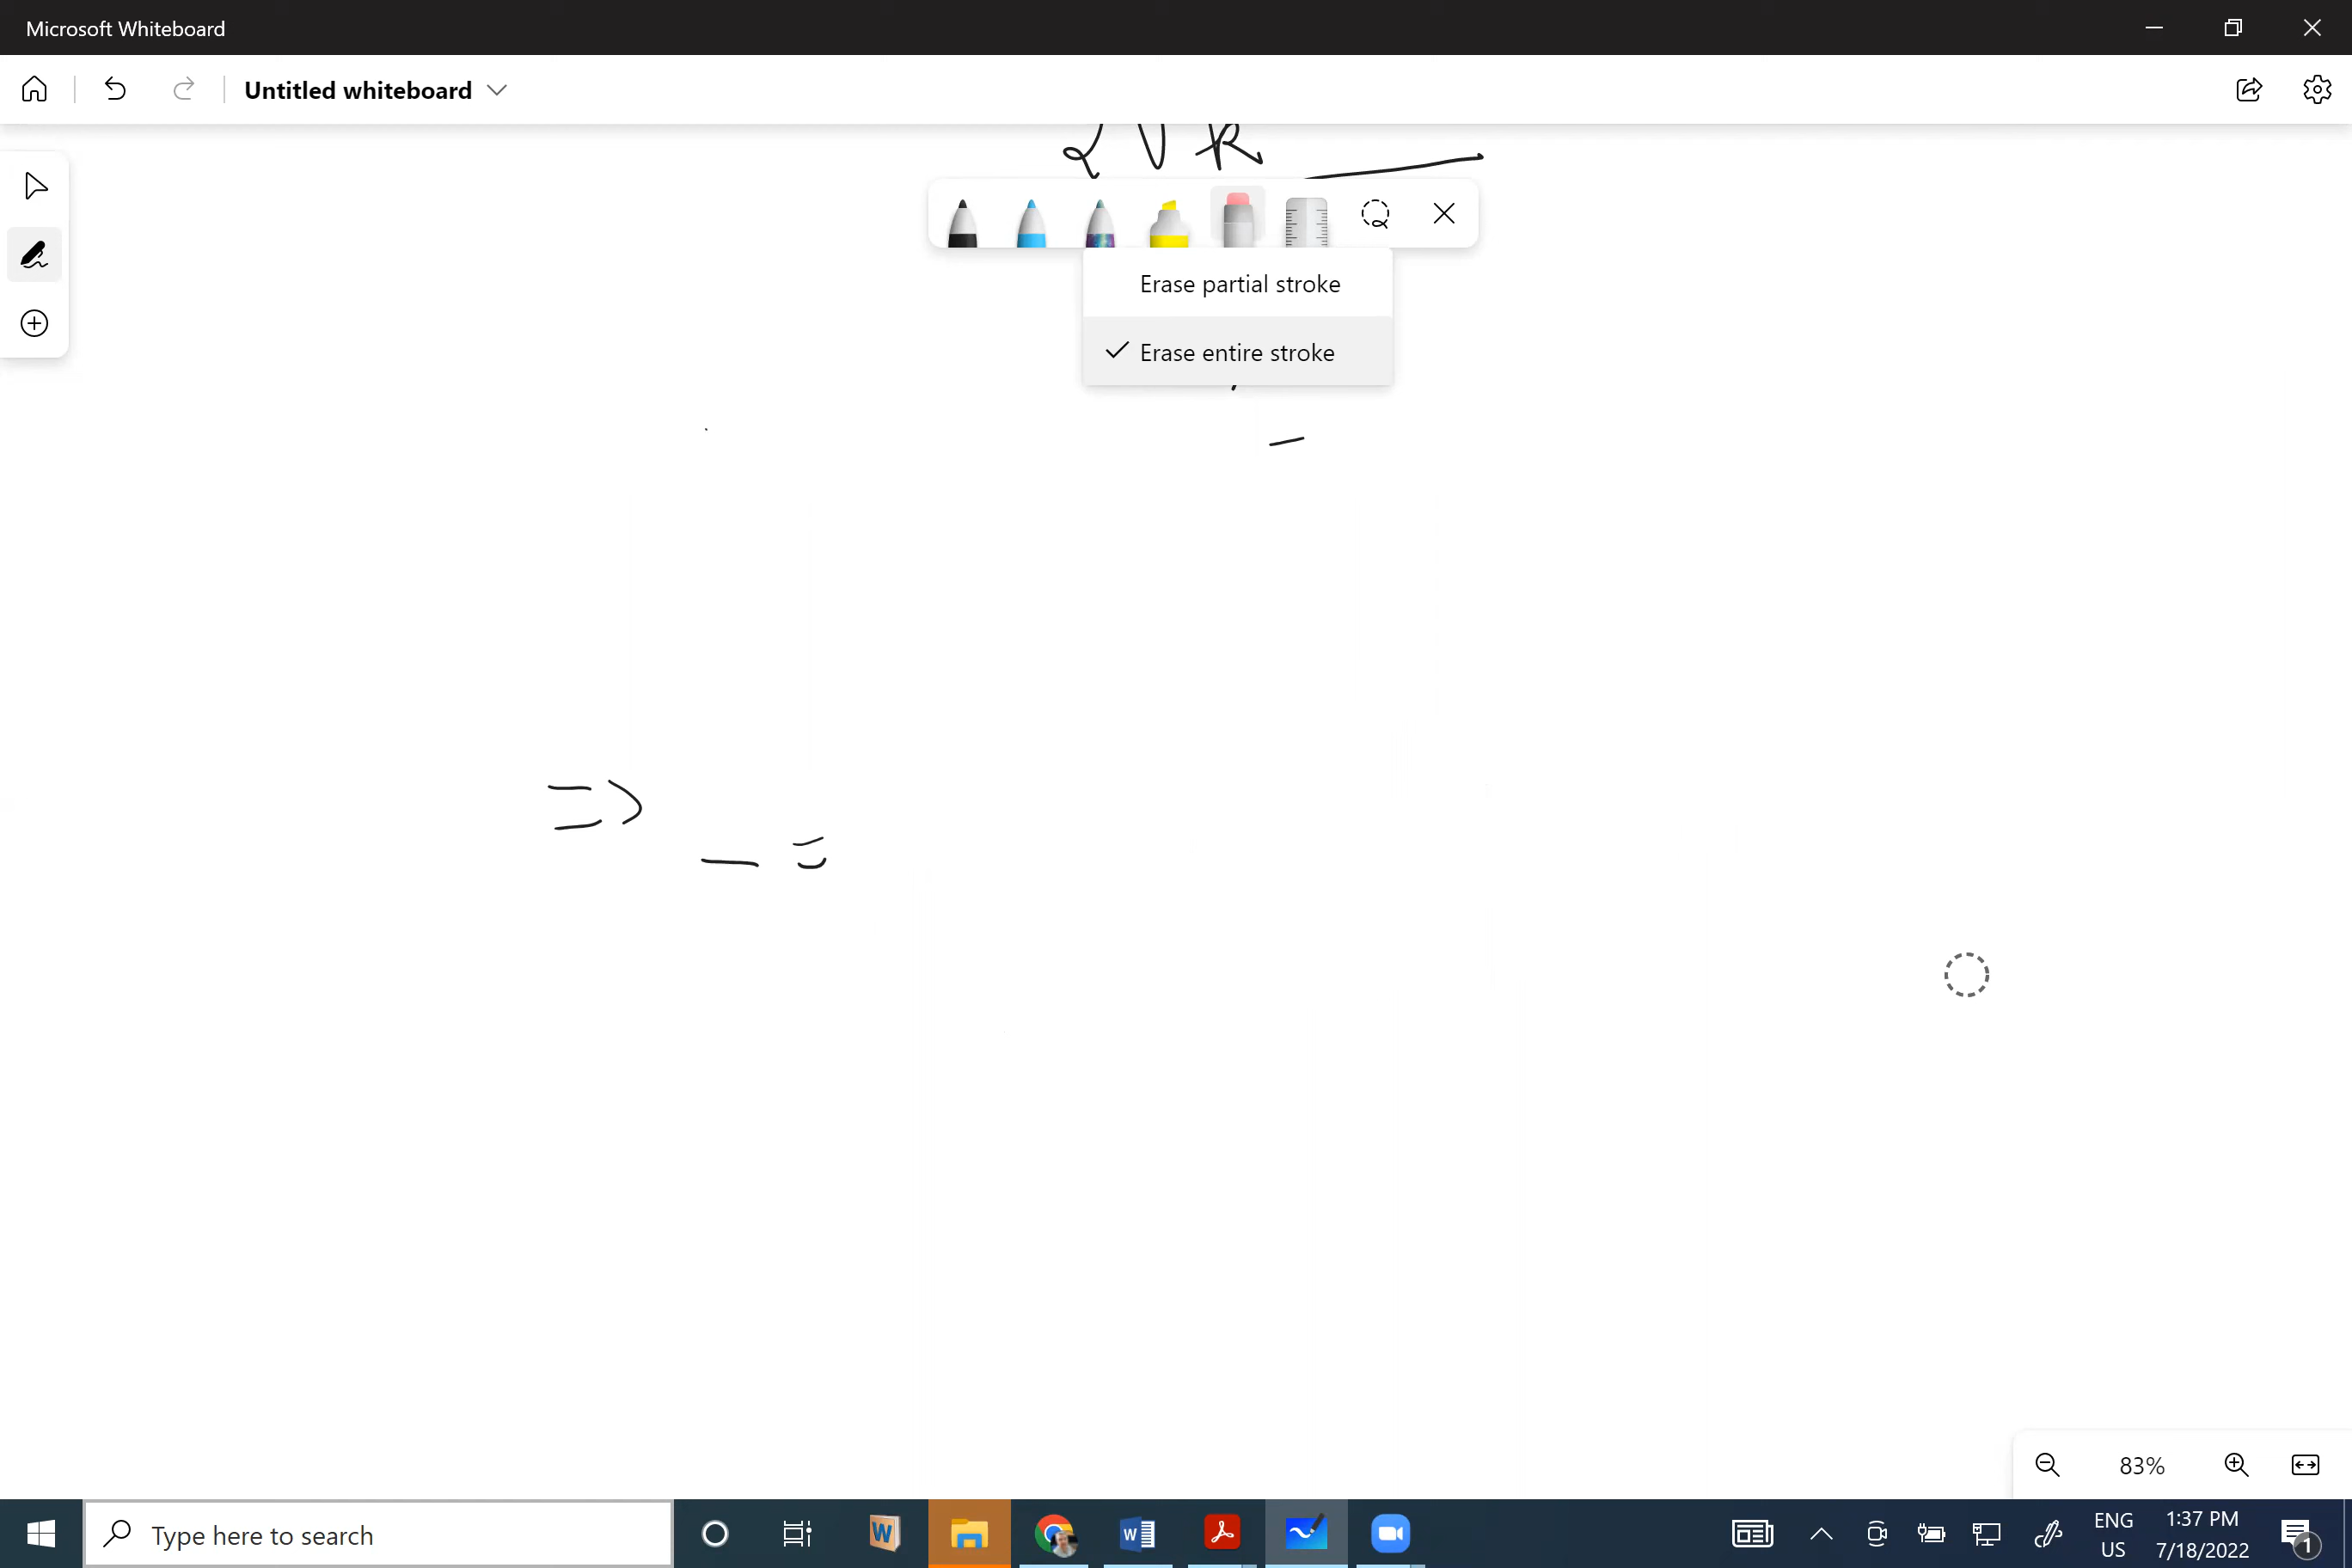 Microsoft Whiteboard
Untitled whiteboard
Erase partial stroke
Erase entire stroke
=>
— =
83%
Type here to search
ENG
US
1:37 PM
7/18/2022
1